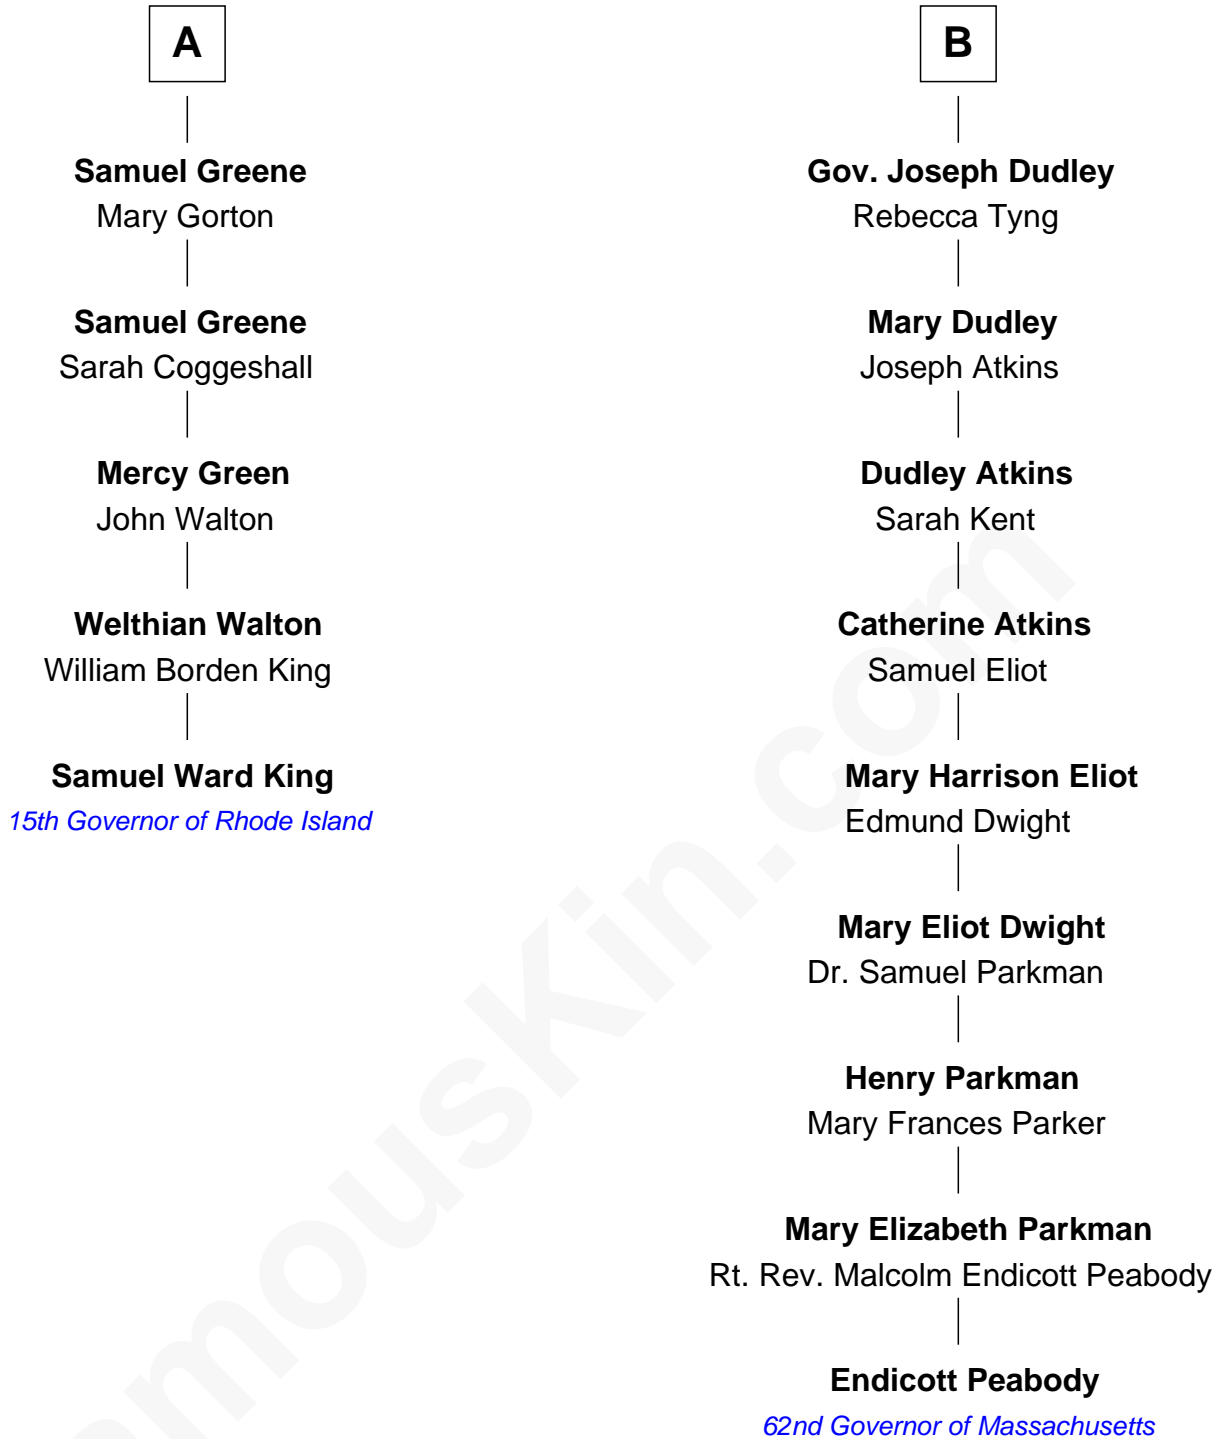 A
Samuel Greene
Mary Gorton
Samuel Greene
Sarah Coggeshall
Mercy Green
John Walton
Welthian Walton
William Borden King
Samuel Ward King
15th Governor of Rhode Island
B
Gov. Joseph Dudley
Rebecca Tyng
Mary Dudley
Joseph Atkins
Dudley Atkins
Sarah Kent
Catherine Atkins
Samuel Eliot
Mary Harrison Eliot
Edmund Dwight
Mary Eliot Dwight
Dr. Samuel Parkman
Henry Parkman
Mary Frances Parker
Mary Elizabeth Parkman
Rt. Rev. Malcolm Endicott Peabody
Endicott Peabody
62nd Governor of Massachusetts
amouskin.com